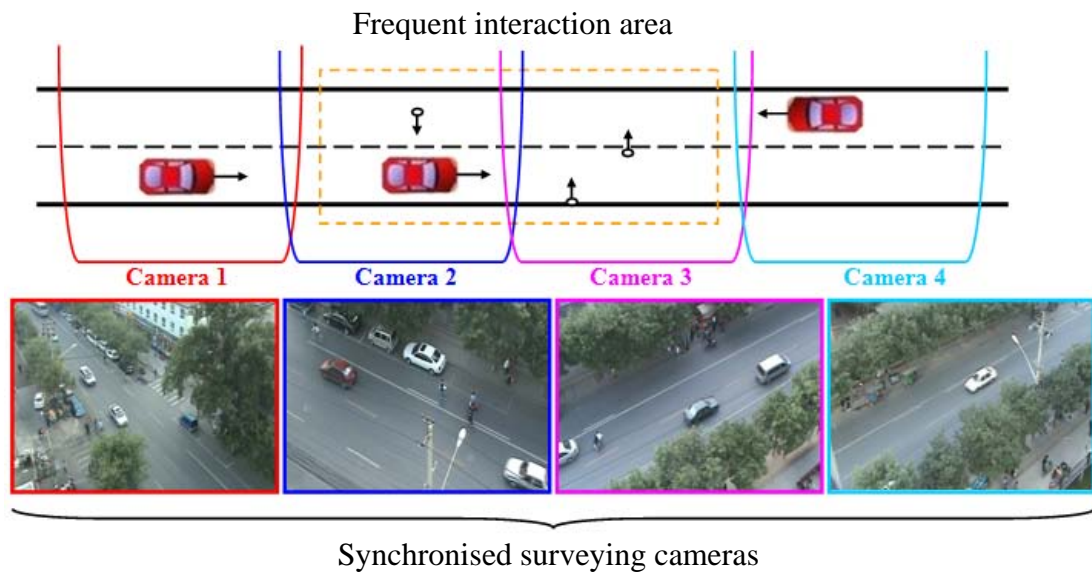 Frequent interaction area
Camera 1
Camera 2
Camera 3
Camera 4
Synchronised surveying cameras